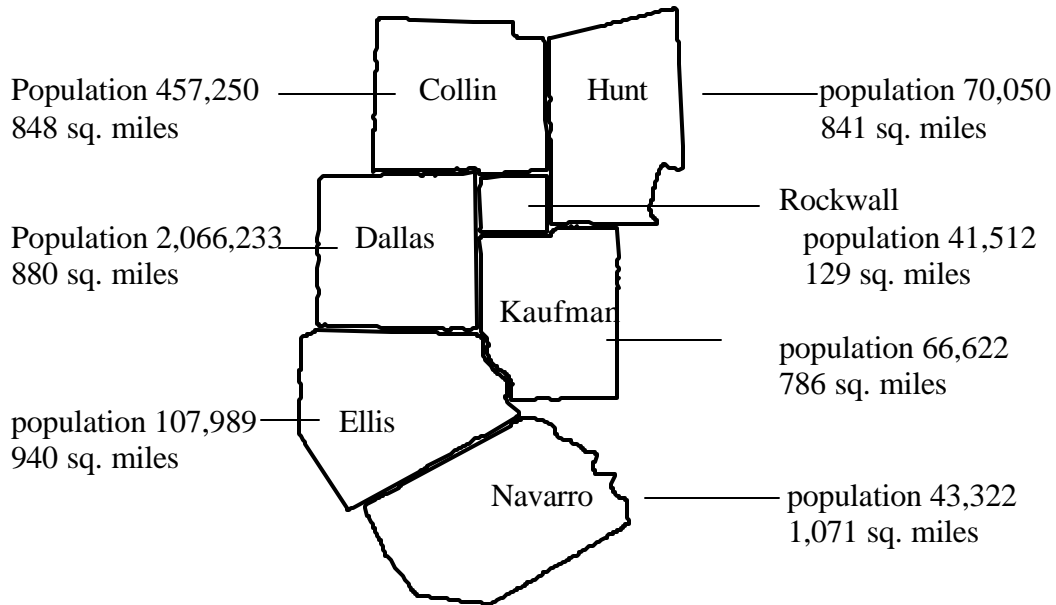 Collin
Hunt
Population 457,250
848 sq. miles
population 70,050
841 sq. miles
Rockwall
population 41,512
129 sq. miles
Population 2,066,233
880 sq. miles
Dallas
Kaufman
population 66,622
786 sq. miles
population 107,989
940 sq. miles
Ellis
Navarro
population 43,322
1,071 sq. miles